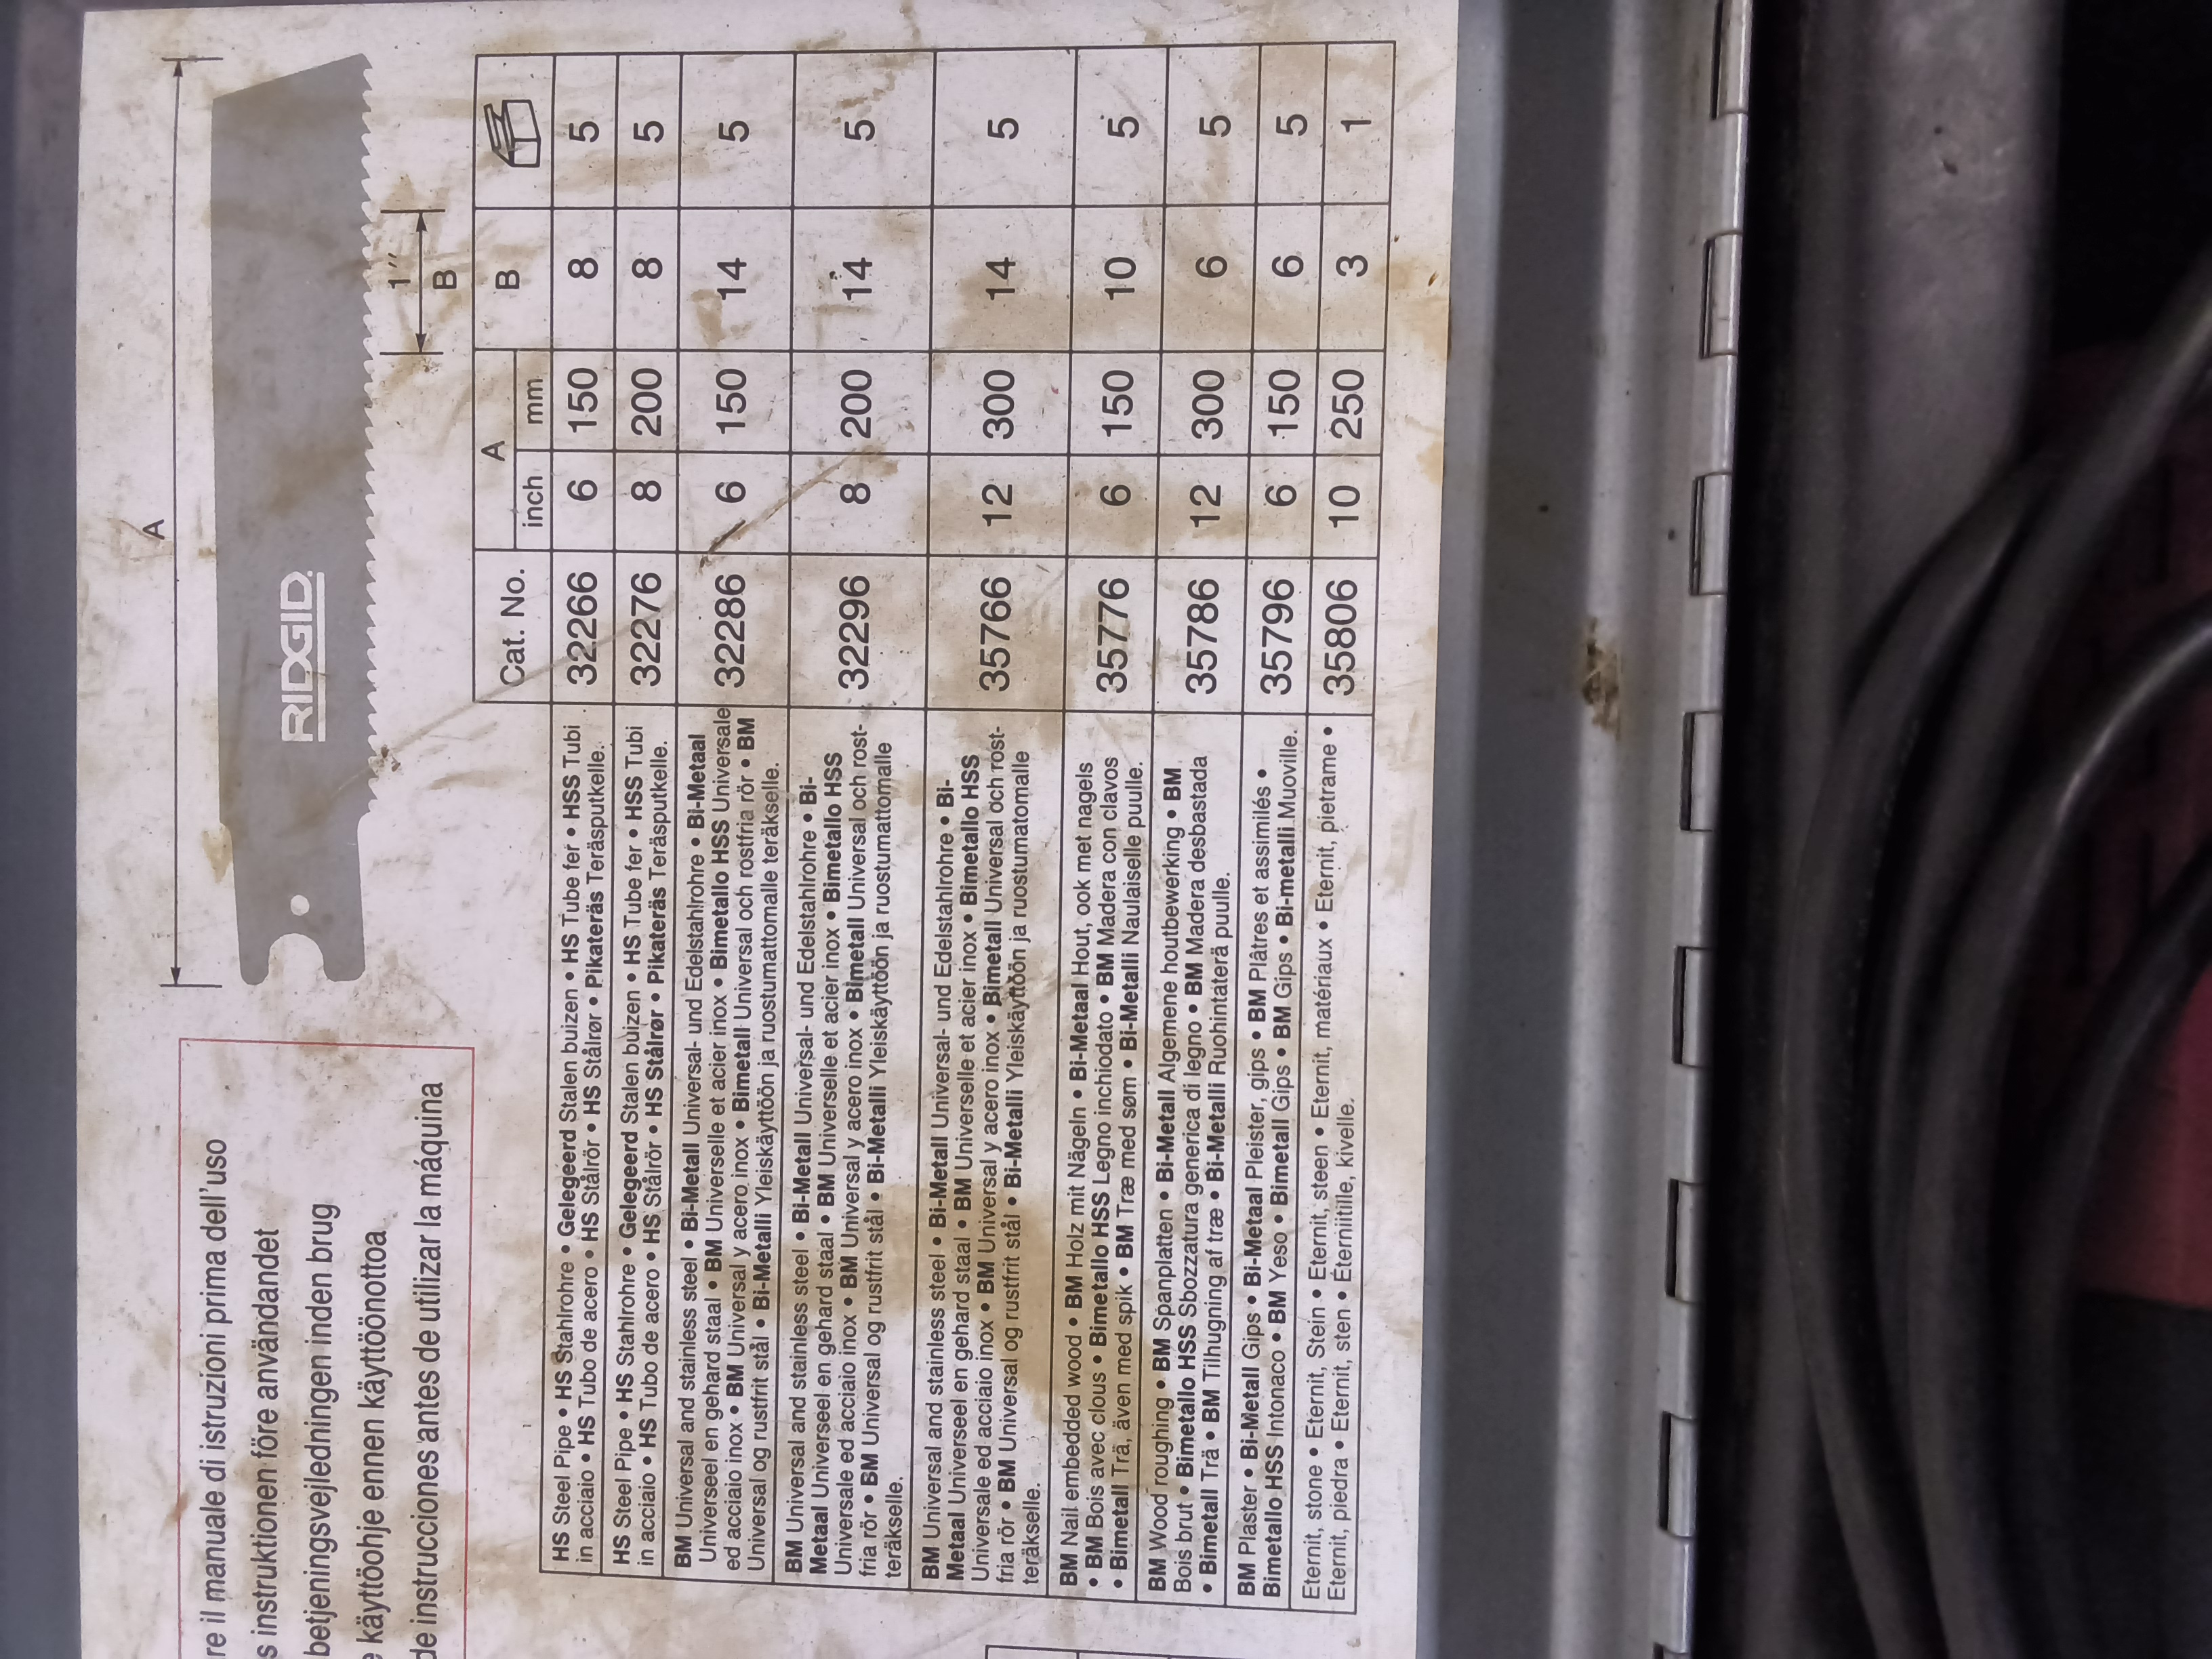 re il manuale di istruzioni prima dell'uso
s instruktionen före användandet
betjeningsvejledningen inden brug
käyttöohje ennen käyttöönottoa
de instrucciones antes de utilizar la máquina
A
RIDGID
1"
B
Cat. No. A B
inch mm
HS Steel Pipe • HS Stahlrohre • Gelegeerd Stalen buizen • HS Tube fer • HSS Tubi
in acciaio • HS Tubo de acero • HS Stålrör • HS Stålrør • Pikateräs Teräsputkelle.
32266 6 150 8 5
HS Steel Pipe • HS Stahlrohre • Gelegeerd Stalen buizen • HS Tube fer • HSS Tubi
in acciaio • HS Tubo de acero • HS Stålrör • HS Stålrør • Pikateräs Teräsputkelle.
32276 8 200 8 5
BM Universal and stainless steel • Bi-Metall Universal- und Edelstahlrohre • Bi-Metaal
Universeel en gehard staal • BM Universelle et acier inox • Bimetallo HSS Universale
ed acciaio inox • BM Universal y acero inox • Bimetall Universal och rostfria rör • BM
Universal og rustfrit stål • Bi-Metalli Yleiskäyttöön ja ruostumattomalle teräkselle.
32286 6 150 14 5
BM Universal and stainless steel • Bi-Metall Universal- und Edelstahlrohre • Bi-
Metaal Universeel en gehard staal • BM Universelle et acier inox • Bimetallo HSS
Universale ed acciaio inox • BM Universal y acero inox • Bimetall Universal och rost-
fria rör • BM Universal og rustfrit stål • Bi-Metalli Yleiskäyttöön ja ruostumattomalle
teräkselle.
32296 8 200 14 5
BM Universal and stainless steel • Bi-Metall Universal- und Edelstahlrohre • Bi-
Metaal Universeel en gehard staal • BM Universelle et acier inox • Bimetallo HSS
Universale ed acciaio inox • BM Universal y acero inox • Bimetall Universal och rost-
fria rör • BM Universal og rustfrit stål • Bi-Metalli Yleiskäyttöön ja ruostumatomalle
teräkselle.
35766 12 300 14 5
BM Nail embedded wood • BM Holz mit Nägeln • Bi-Metaal Hout, ook met nagels
• BM Bois avec clous • Bimetallo HSS Legno inchiodato • BM Madera con clavos
• Bimetall Trä, även med spik • BM Træ med søm • Bi-Metalli Naulaiselle puulle.
35776 6 150 10 5
BM Wood roughing • BM Spanplatten • Bi-Metall Algemene houtbewerking • BM
Bois brut • Bimetallo HSS Sbozzatura generica di legno • BM Madera desbastada
• Bimetall Trä • BM Tilhugning af træ • Bi-Metalli Ruohintaterä puulle.
35786 12 300 6 5
BM Plaster • Bi-Metall Gips • Bi-Metaal Pleister, gips • BM Plâtres et assimilés •
Bimetallo HSS Intonaco • BM Yeso • Bimetall Gips • BM Gips • Bi-metalli Muoville.
35796 6 150 6 5
Eternit, stone • Eternit, Stein • Eternit, steen • Eternit, matériaux • Eternit, pietrame •
Eternit, piedra • Eternit, sten • Eterniitille, kivelle.
35806 10 250 3 1